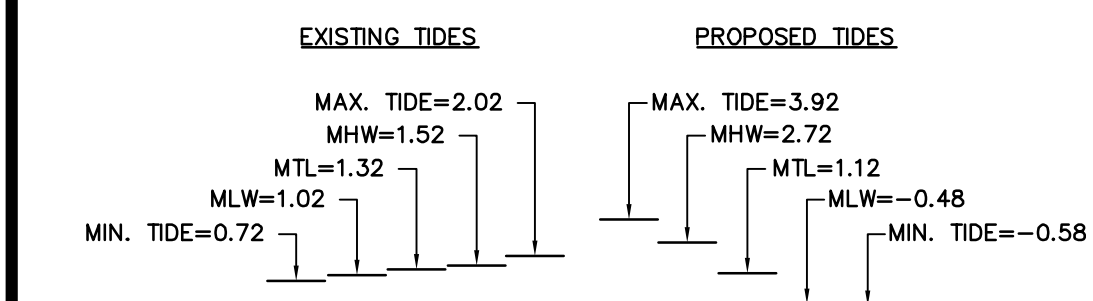 EXISTING TIDES
MAX. TIDE=2.02
MHW=1.52
MTL=1.32
MLW=1.02
MIN. TIDE=0.72
PROPOSED TIDES
MAX. TIDE=3.92
MHW=2.72
MTL=1.12
MLW=-0.48
MIN. TIDE=-0.58